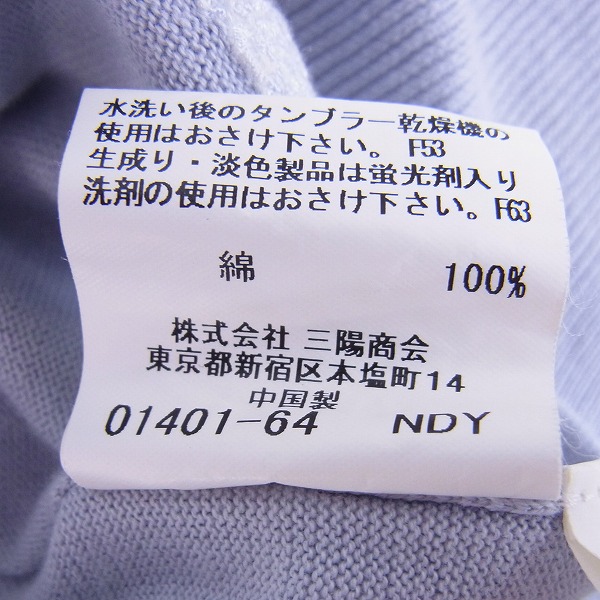 水洗い後のタンブラー乾燥機の
使用はおさけ下さい。 F53
生成り・淡色製品は蛍光剤入り
洗剤の使用はおさけ下さい。F63
綿 100%
株式会社 三陽商会
東京都新宿区本塩町14
中国製
01401-64 NDY